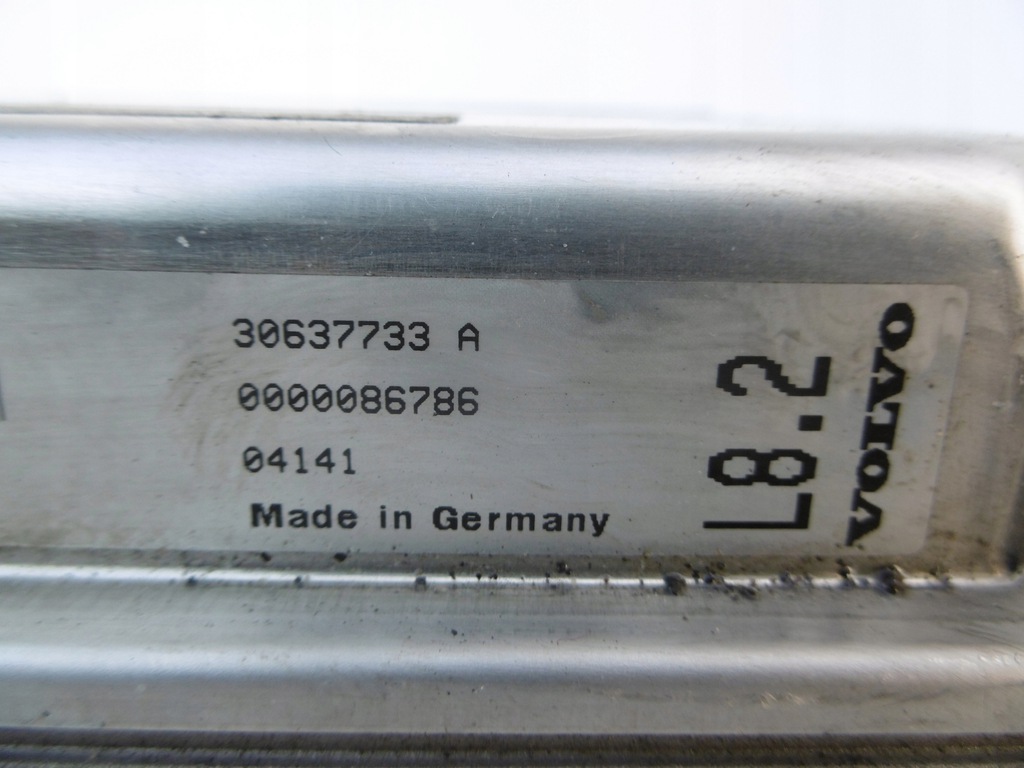 30637733 A
0000086786
04141
Made in Germany
L8.2
VOLVO